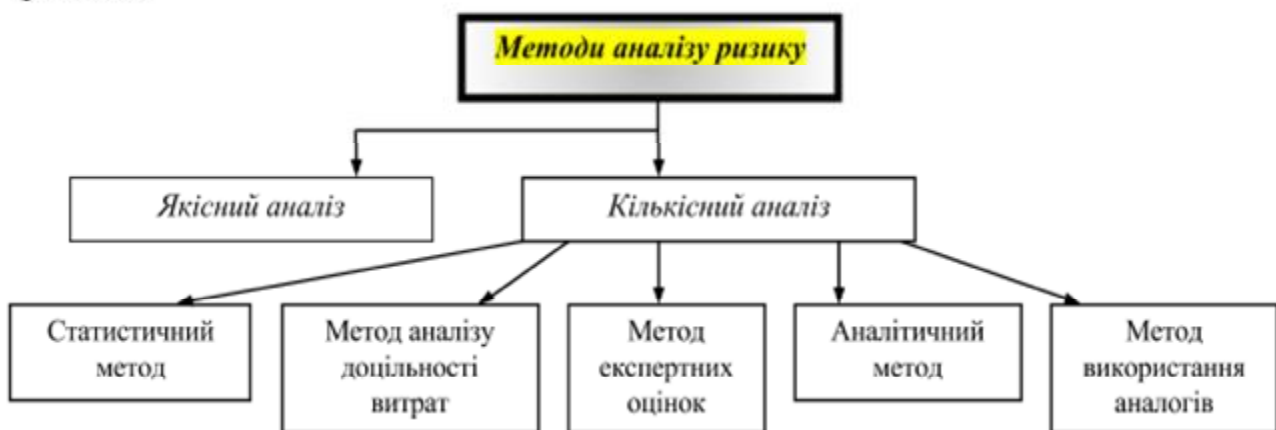 Методи аналізу ризику
Якісний аналіз
Кількісний аналіз
Статистичний
метод
Метод аналізу
доцільності
витрат
Метод
експертних
оцінок
Аналітичний
метод
Метод
використання
аналогів